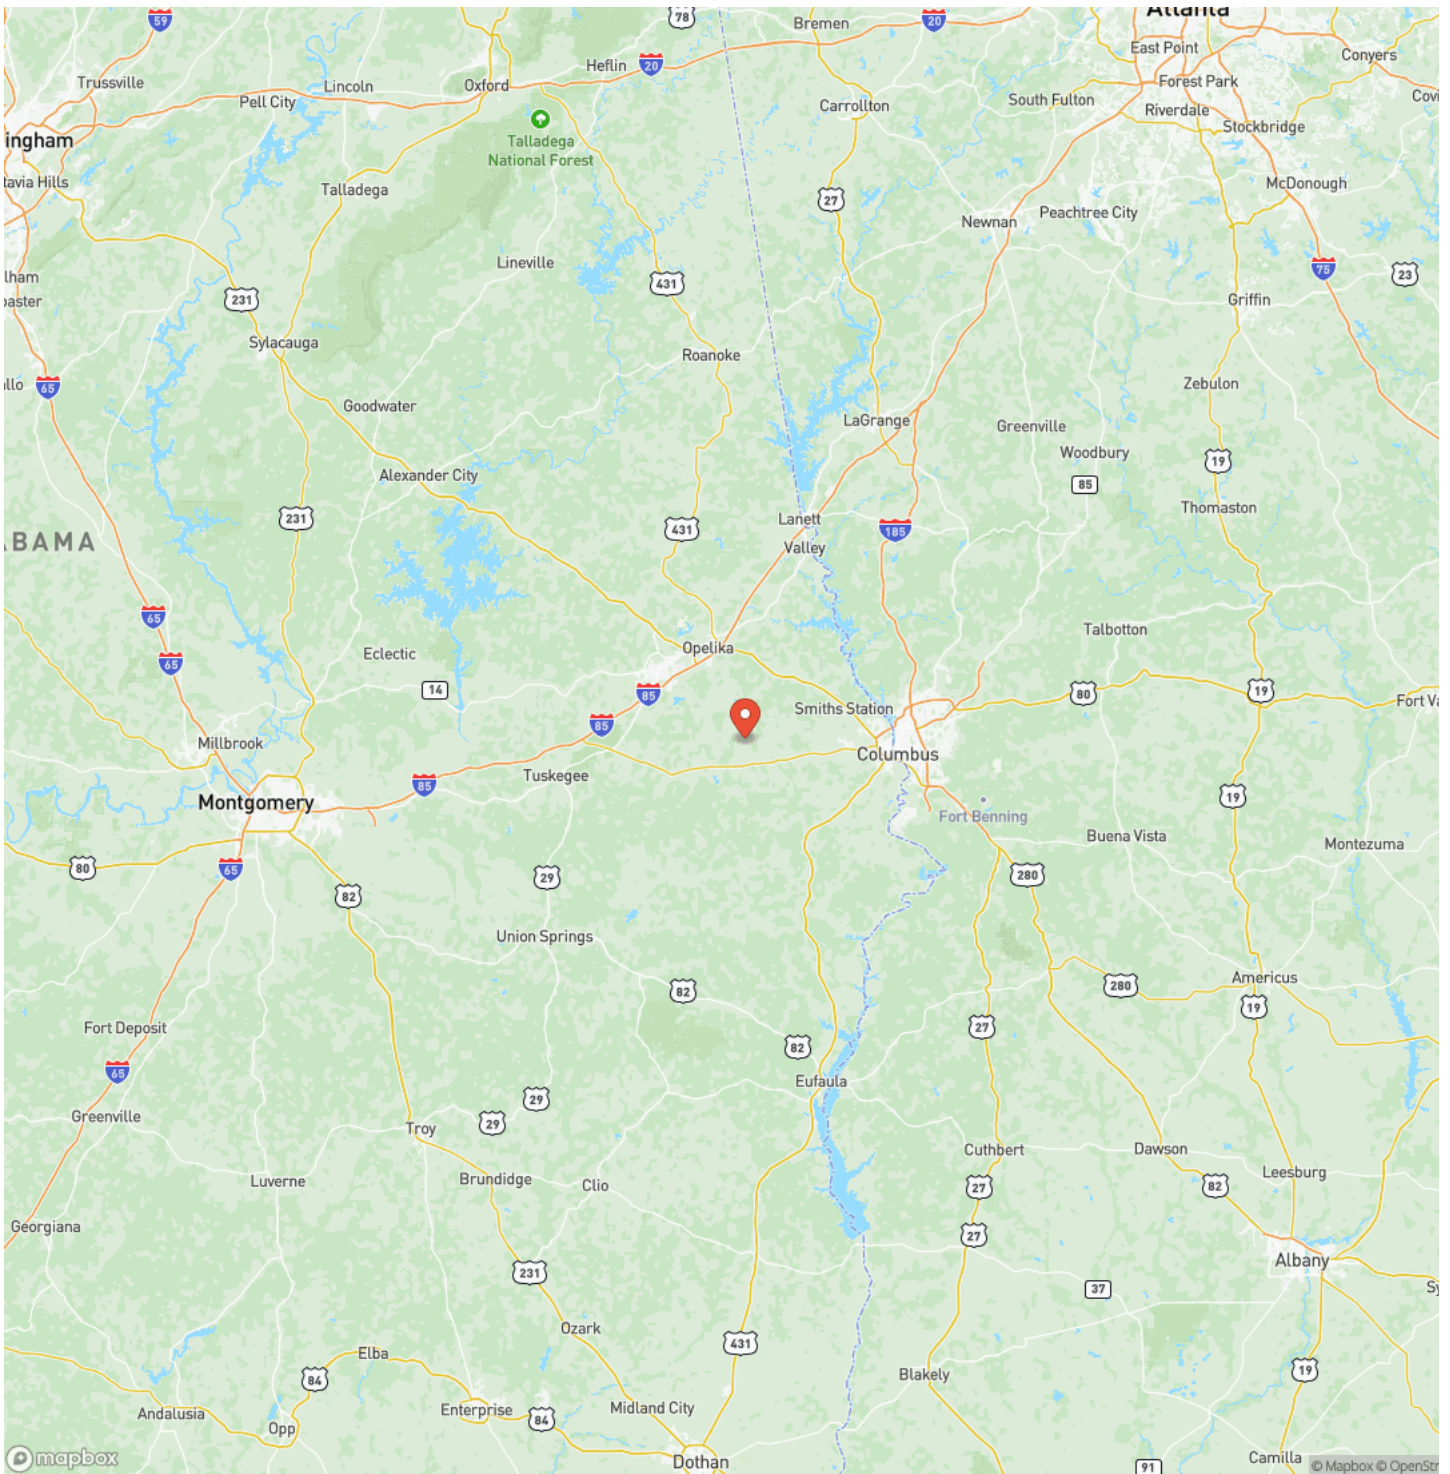 Atlanta
59
78
Bremen
20
East Point
Conyers
Heflin
20
Trussville
Lincoln
Oxford
Forest Park
Pell City
Carrollton
South Fulton
Riverdale
Covi
Stockbridge
ingham
Talladega
National Forest
tavia Hills
Talladega
McDonough
27
Newnan
Peachtree City
Lineville
lham
75
23
431
baster
231
Griffin
Sylacauga
Roanoke
allo
65
Zebulon
Goodwater
LaGrange
Greenville
Woodbury
19
Alexander City
85
Thomaston
231
Lanett
431
185
ABAMA
Valley
65
Talbotton
Opelika
Eclectic
65
14
85
80
19
Fort Va
Smiths Station
85
Millbrook
Columbus
Tuskegee
85
19
Montgomery
Fort Benning
Buena Vista
Montezuma
80
65
280
29
82
Union Springs
Americus
280
82
19
Fort Deposit
27
82
65
Eufaula
29
Greenville
29
Troy
Cuthbert
Dawson
Leesburg
Luverne
Brundidge
Clio
27
82
Georgiana
27
Albany
231
37
Sy
Ozark
431
Elba
19
84
Blakely
Andalusia
Enterprise
Midland City
84
Opp
Dothan
Camilla
mapbox
91
© Mapbox © OpenStr